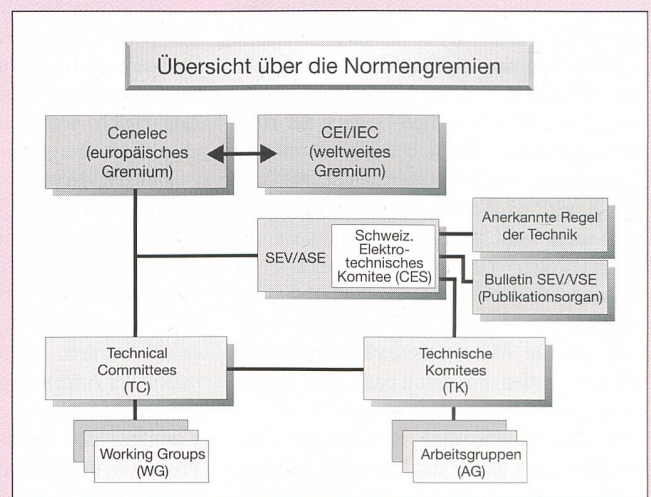 Übersicht über die Normengremien
Cenelec
(europäisches
Gremium)
CEI/IEC
(weltweites
Gremium)
SEV/ASE
Schweiz.
Elektro-
technisches
Komitee (CES)
Anerkannte Regel
der Technik
Bulletin SEV/VSE
(Publikationsorgan)
Technical
Committees
(TC)
Technische
Komitees
(TK)
Working Groups
(WG)
Arbeitsgruppen
(AG)